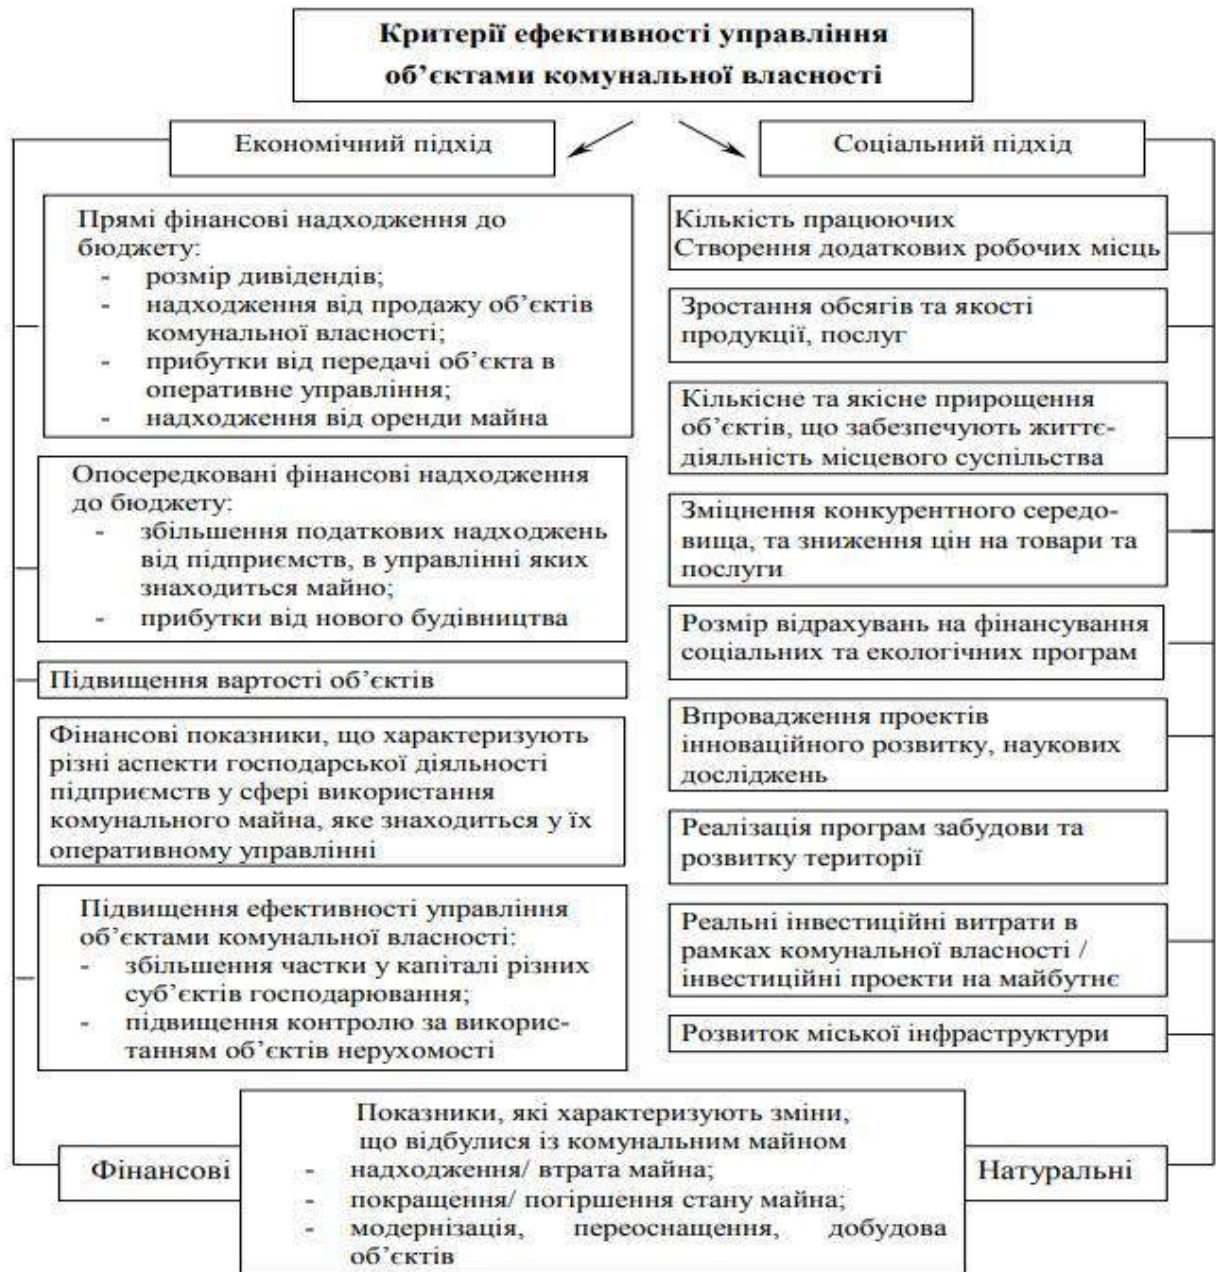 Критерії ефективності управління
об’єктами комунальної власності
Економічний підхід
Прямі фінансові надходження до
бюджету:
- розмір дивідендів;
- надходження від продажу об’єктів
комунальної власності;
- прибутки від передачі об’єкта в
оперативне управління;
- надходження від оренди майна
Опосередковані фінансові надходження
до бюджету:
- збільшення податкових надходжень
від підприємств, в управлінні яких
знаходиться майно;
- прибутки від нового будівництва
Підвищення вартості об’єктів
Фінансові показники, що характеризують
різні аспекти господарської діяльності
підприємств у сфері використання
комунального майна, яке знаходиться у їх
оперативному управлінні
Підвищення ефективності управління
об’єктами комунальної власності:
- збільшення частки у капіталі різних
суб’єктів господарювання;
- підвищення контролю за викорис-
танням об’єктів нерухомості
Соціальний підхід
Кількість працюючих
Створення додаткових робочих місць
Зростання обсягів та якості
продукції, послуг
Кількісне та якісне прирощення
об’єктів, що забезпечують життє-
діяльність місцевого суспільства
Зміцнення конкурентного середо-
вища, та зниження цін на товари та
послуги
Розмір відрахувань на фінансування
соціальних та екологічних програм
Впровадження проектів
інноваційного розвитку, наукових
досліджень
Реалізація програм забудови та
розвитку території
Реальні інвестиційні витрати в
рамках комунальної власності /
інвестиційні проекти на майбутнє
Розвиток міської інфраструктури
Фінансові
Показники, які характеризують зміни,
що відбулися із комунальним майном
- надходження/ втрата майна;
- покращення/ погіршення стану майна;
- модернізація, переоснащення, добудова
об’єктів
Натуральні